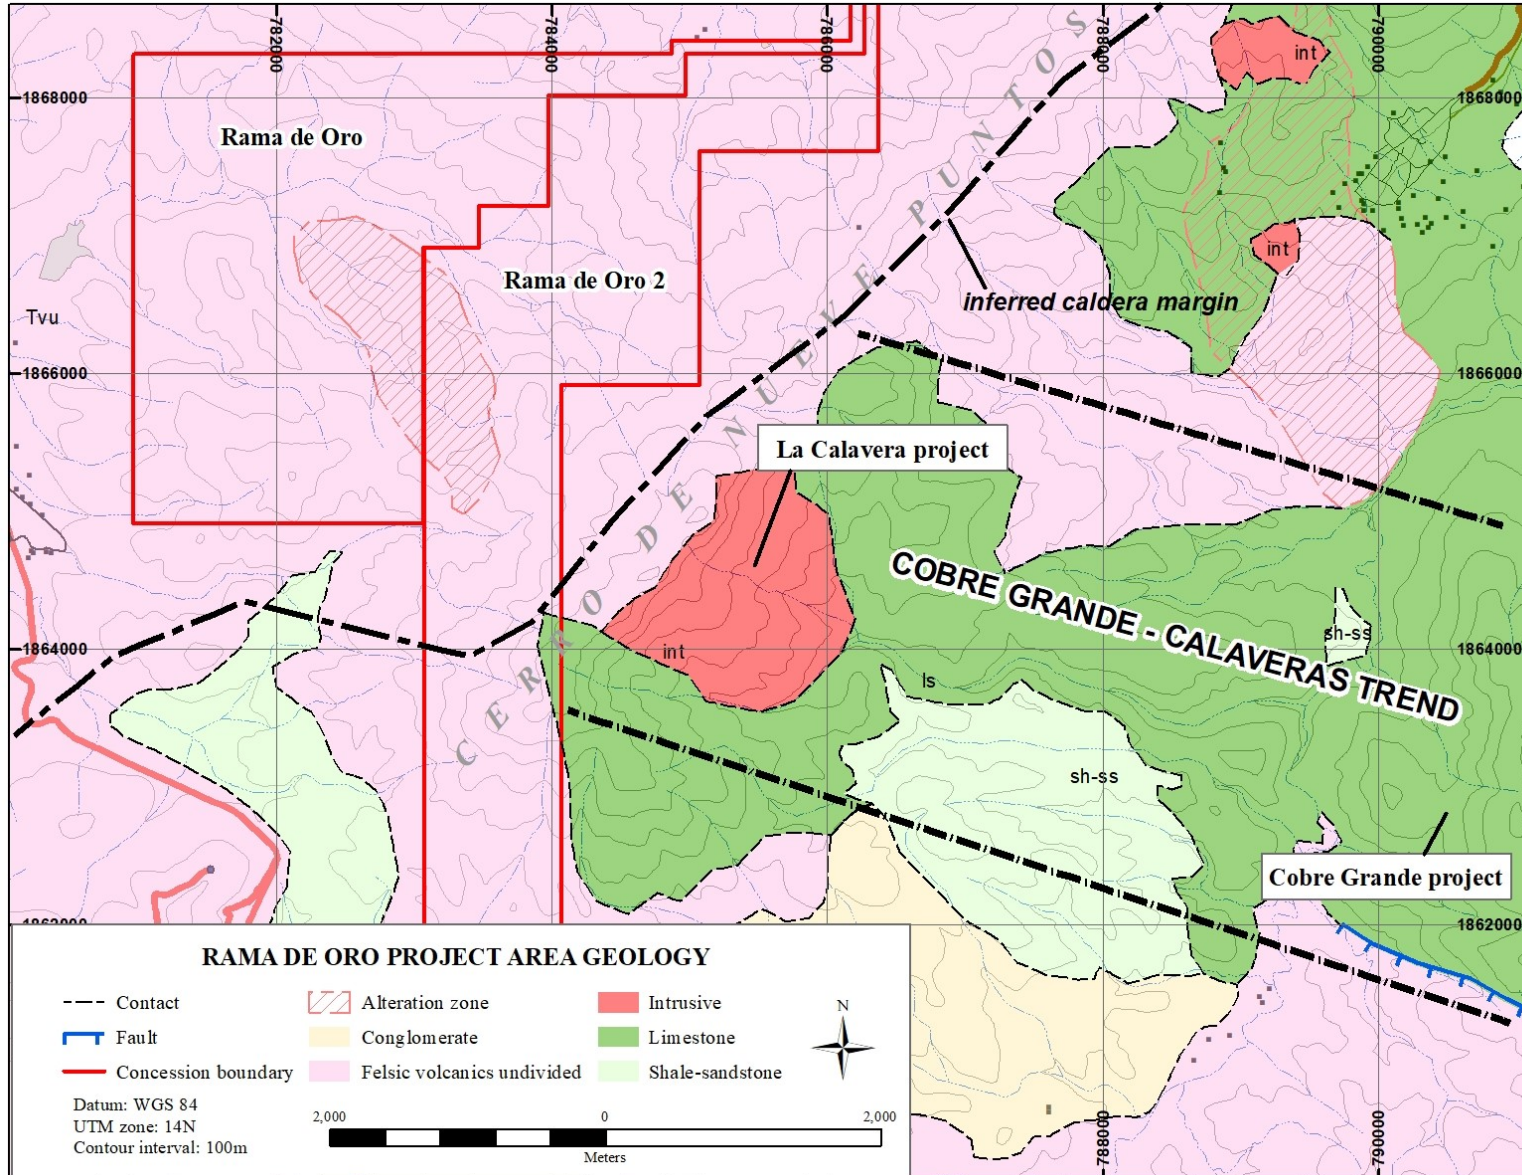 782000
784000
786000
788000
790000
int
1868000
1868000
Rama de Oro
int
Rama de Oro 2
inferred caldera margin
Tvu
1866000
1866000
CERRO DE NUEVE PUNTOS
La Calavera project
COBRE GRANDE - CALAVERAS TREND
sh-ss
1864000
1864000
int
ls
sh-ss
Cobre Grande project
1862000
1862000
RAMA DE ORO PROJECT AREA GEOLOGY
Contact
Alteration zone
Intrusive
Fault
Conglomerate
Limestone
Concession boundary
Felsic volcanics undivided
Shale-sandstone
N
Datum: WGS 84
UTM zone: 14N
Contour interval: 100m
2,000 0 2,000
Meters
788000
790000